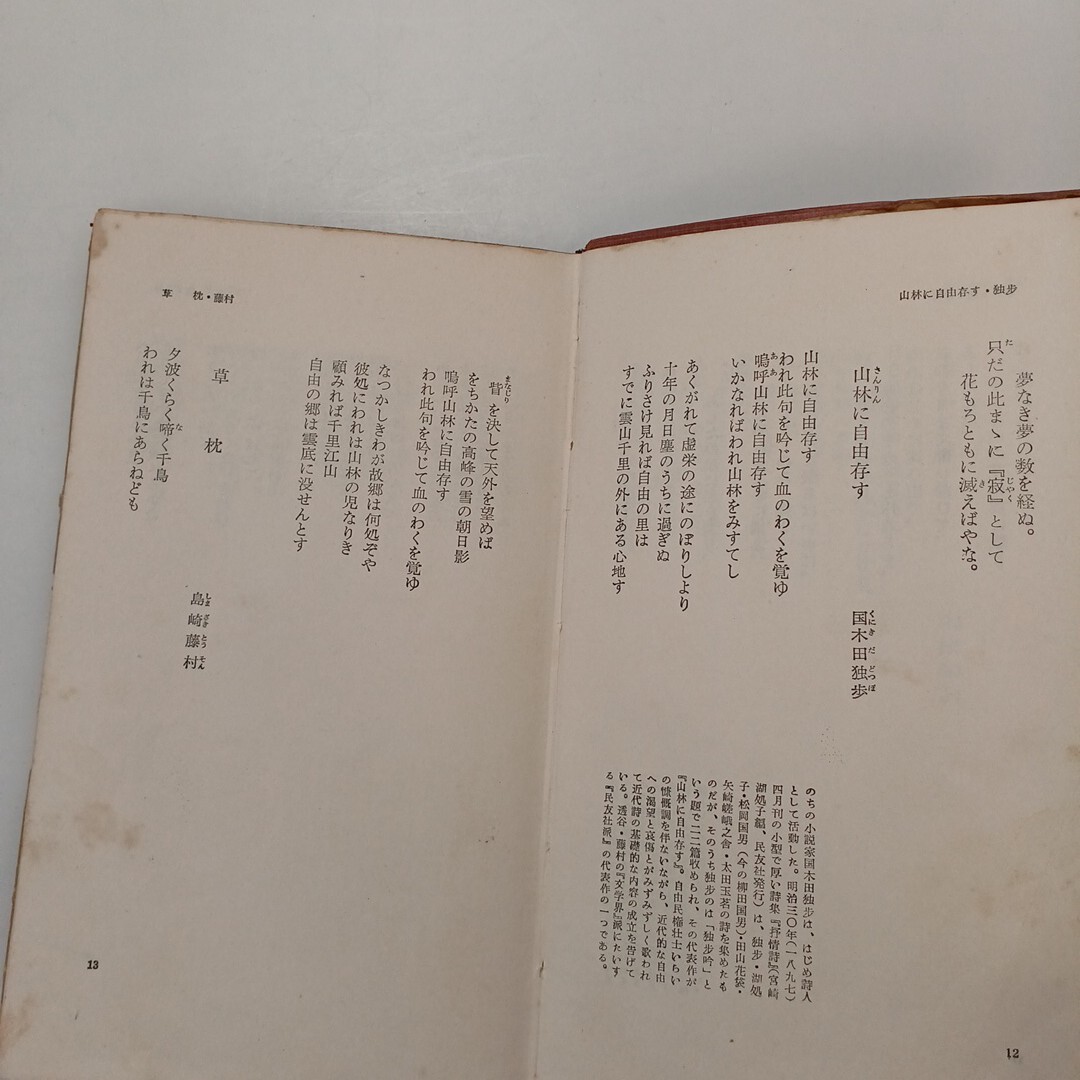 山林に自由存す・独歩
夢なき夢の数を経ぬ。
只だの此まゝに『寂』として
花もろともに滅えばやな。
山林に自由存す
国木田独歩
山林に自由存す
われ此句を吟じて血のわくを覚ゆ
嗚呼山林に自由存す
いかなればわれ山林をみすてし
あくがれて虚栄の途にのぼりしより
十年の月日塵のうちに過ぎぬ
ふりさけ見れば自由の里は
すでに雲山千里の外にある心地す
のちの小説家国木田独歩は、はじめ詩人
として活動した。明治三〇年(一八九七)
四月刊の小型で厚い詩集『抒情詩』(宮崎
湖処子編、民友社発行)は、独歩・湖処
子・松岡国男(今の柳田国男)・田山花袋・
矢崎嵯峨之舎・太田玉茗の詩を集めたも
のだが、そのうち独歩のは「独歩吟」と
いう題で二二篇收められ、その代表作が
『山林に自由存す』。自由民権壮士いらい
の慷慨調を伴ないながら、近代的な自由
への渇望と哀傷とがみずみずしく歌われ
て近代詩の基礎的な内容の成立を告げて
いる。透谷・藤村の『文学界』派にたいす
る『民友社派』の代表作の一つである。
12
草枕・藤村
眥を決して天外を望めば
をちかたの高峰の雪の朝日影
嗚呼山林に自由存す
われ此句を吟じて血のわくを覚ゆ
なつかしきわが故郷は何処ぞや
彼処にわれは山林の児なりき
顧みれば千里江山
自由の郷は雲底に没せんとす
草枕
島崎藤村
夕波くらく啼く千鳥
われは千鳥にあらねども
13